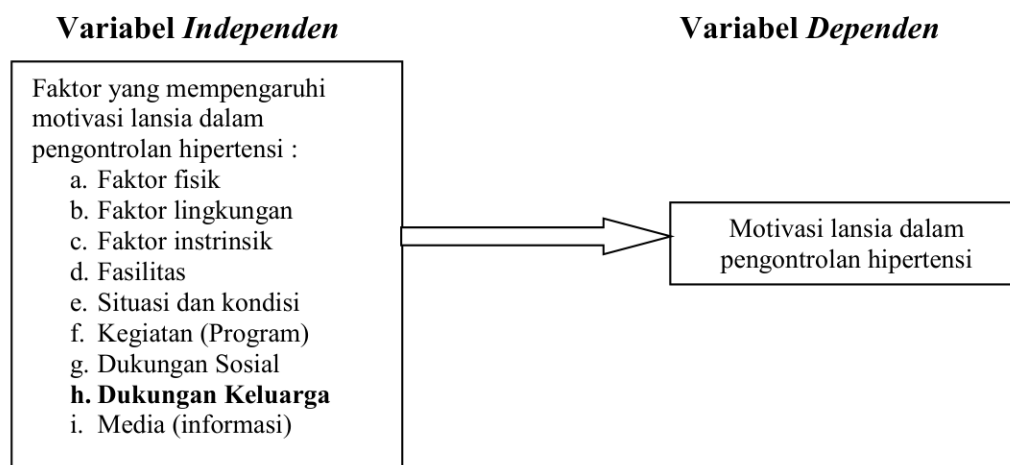 Variabel Independen
Variabel Dependen
Faktor yang mempengaruhi
motivasi lansia dalam
pengontrolan hipertensi :
a. Faktor fisik
b. Faktor lingkungan
c. Faktor instrinsik
d. Fasilitas
e. Situasi dan kondisi
f. Kegiatan (Program)
g. Dukungan Sosial
h. Dukungan Keluarga
i. Media (informasi)
Motivasi lansia dalam
pengontrolan hipertensi